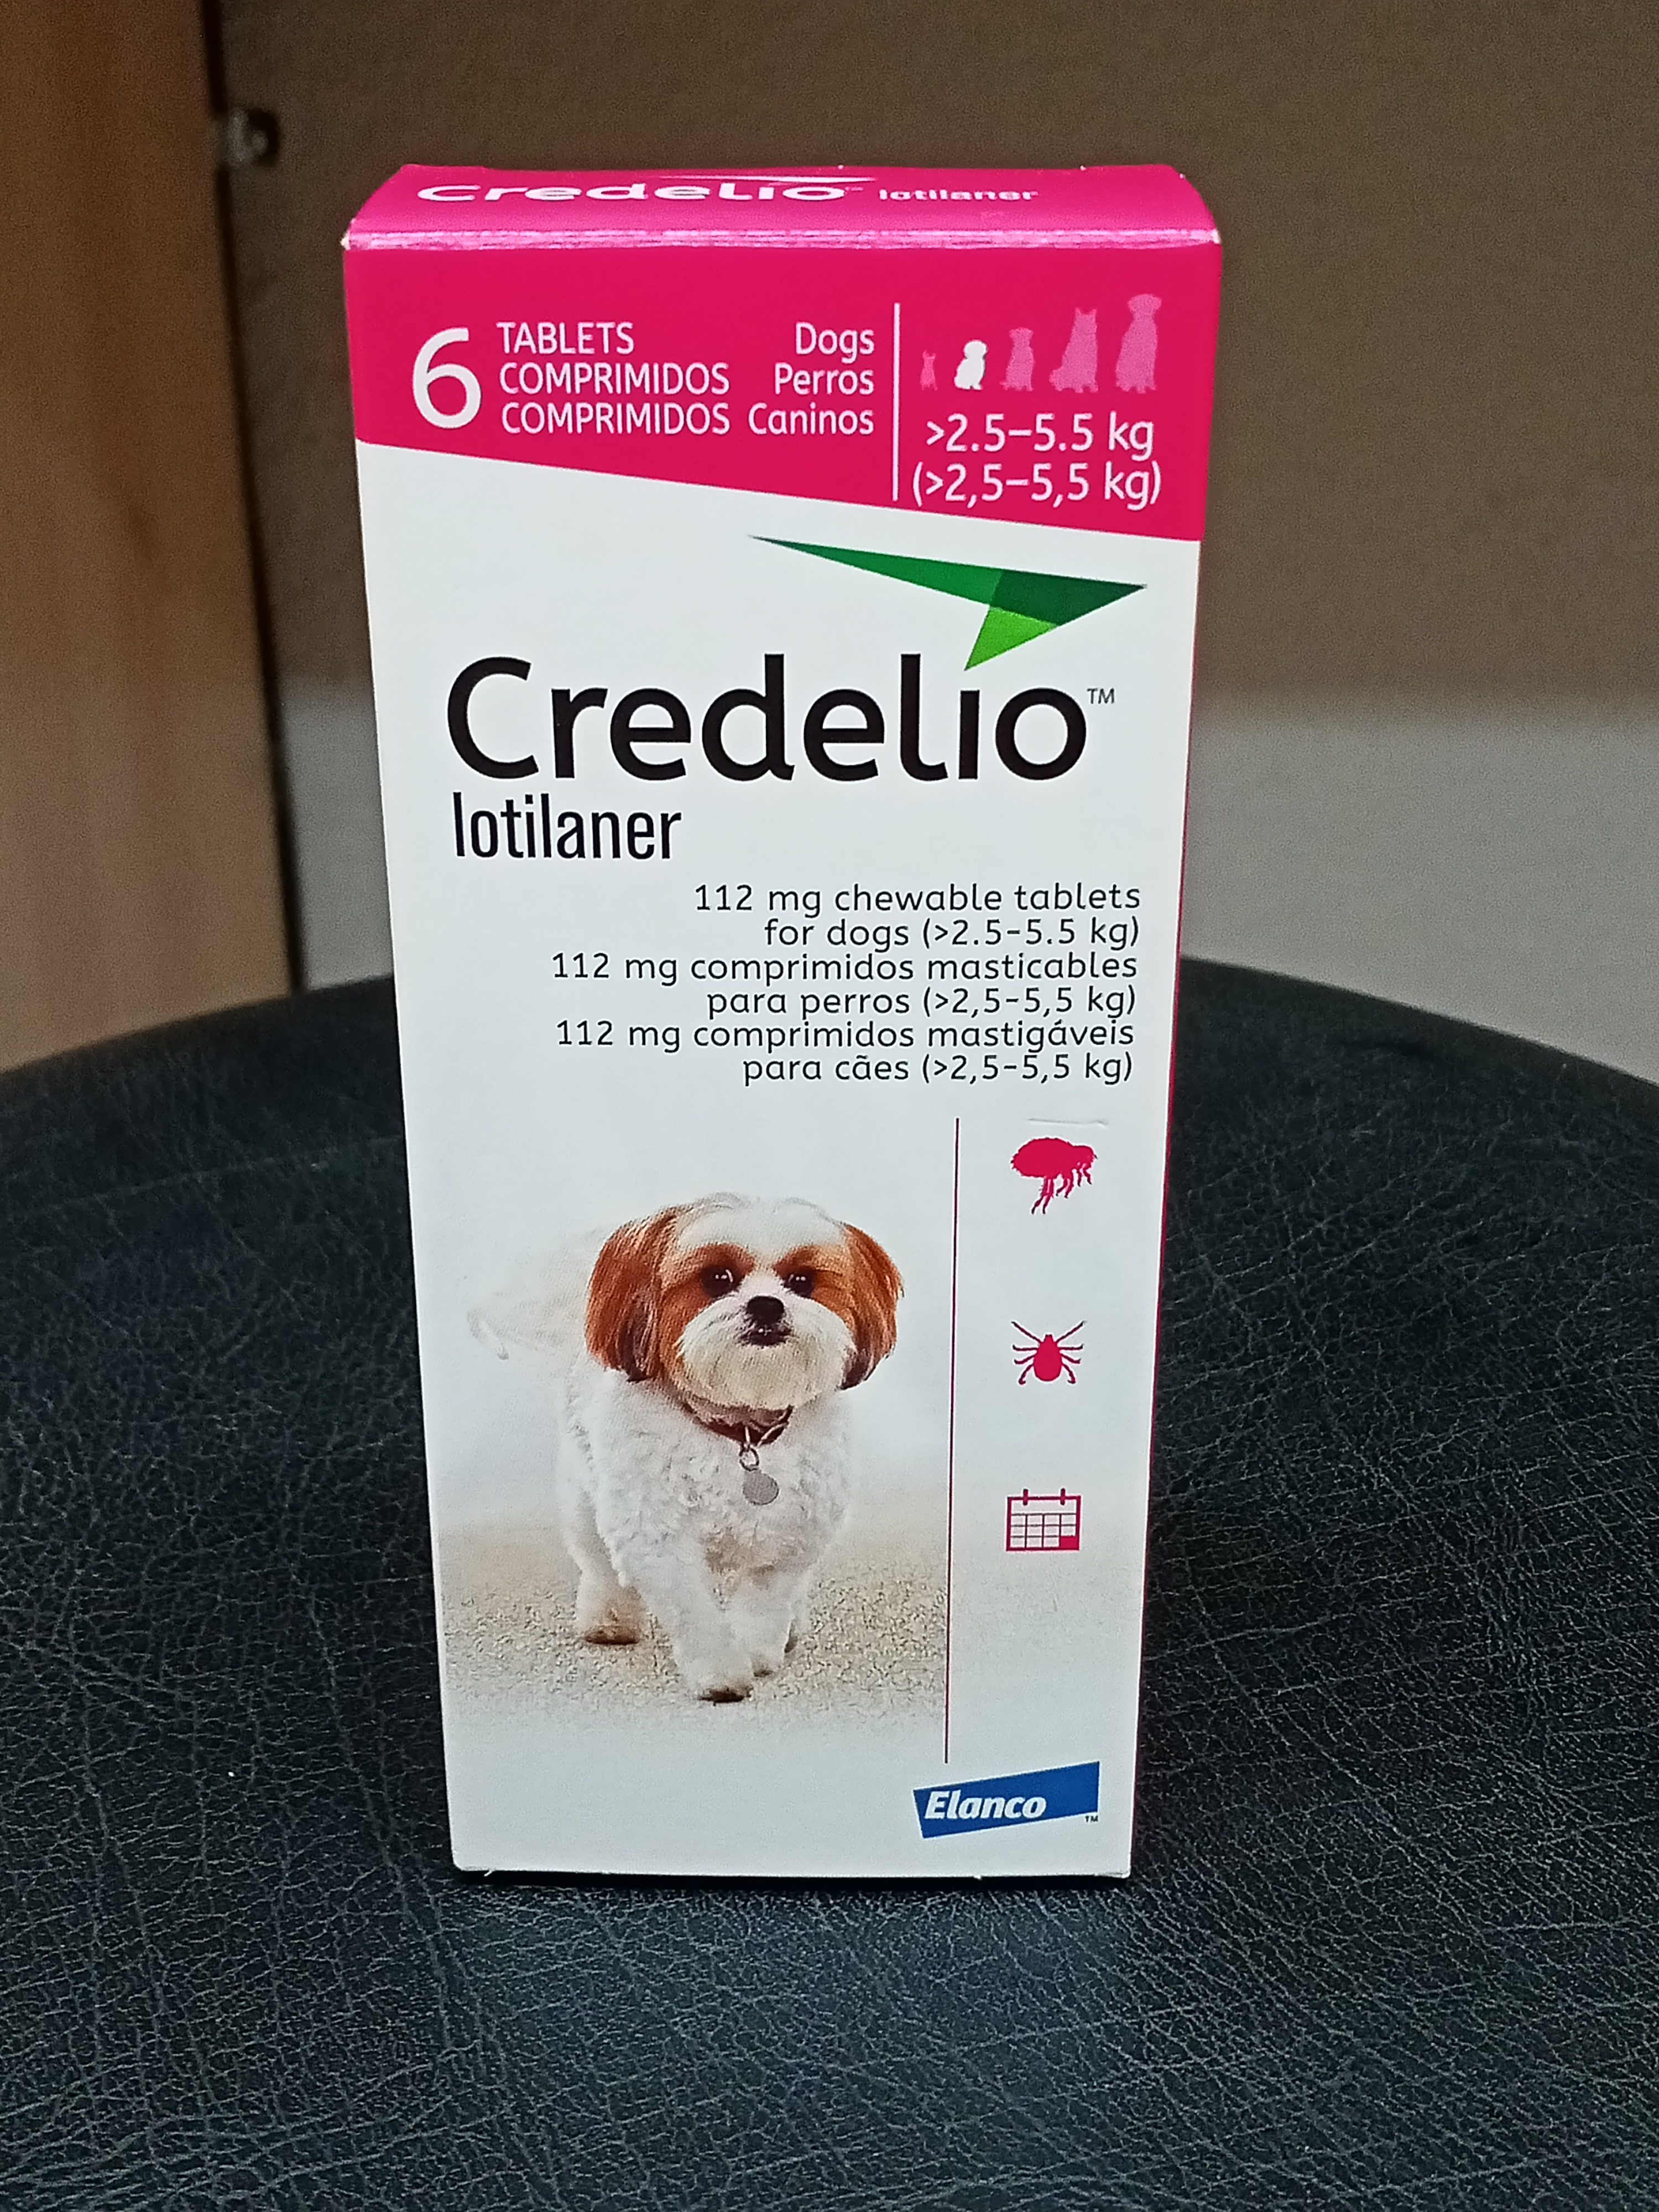 Credelio™ lotilaner
6 TABLETS Dogs
COMPRIMIDOS Perros
COMPRIMIDOS Caninos
>2.5–5.5 kg
(>2,5–5,5 kg)
Credelio™
lotilaner
112 mg chewable tablets
for dogs (>2.5-5.5 kg)
112 mg comprimidos masticables
para perros (>2,5-5,5 kg)
112 mg comprimidos mastigáveis
para cães (>2,5-5,5 kg)
Elanco™